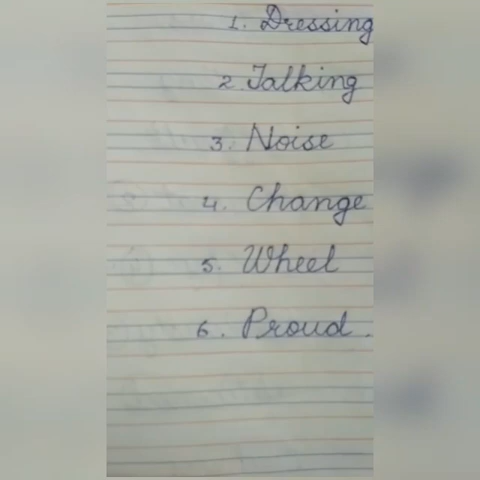 1. Dressing
2. Talking
3. Noise
4. Change
5. Wheel
6. Proud.